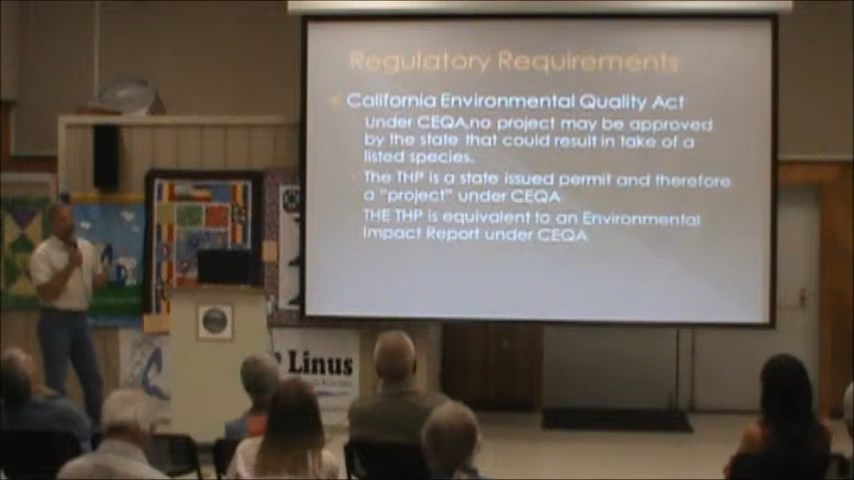 Regulatory Requirements
California Environmental Quality Act
Under CEQA,no project may be approved
by the state that could result in take of a
listed species.
The THP is a state issued permit and therefore
a "project" under CEQA
THE THP is equivalent to an Environmental
Impact Report under CEQA
Linus